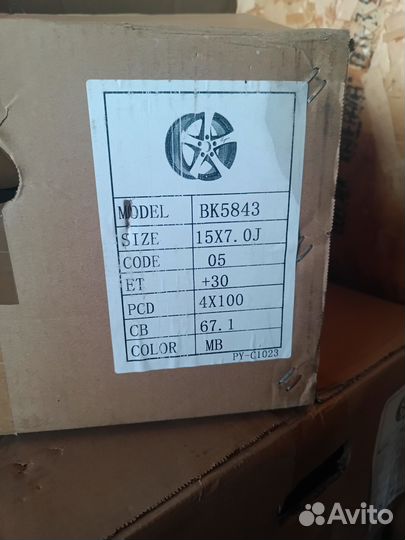 MODEL BK5843
SIZE 15X7.0J
CODE 05
ET +30
PCD 4X100
CB 67.1
COLOR MB
PY-C1023
Avito